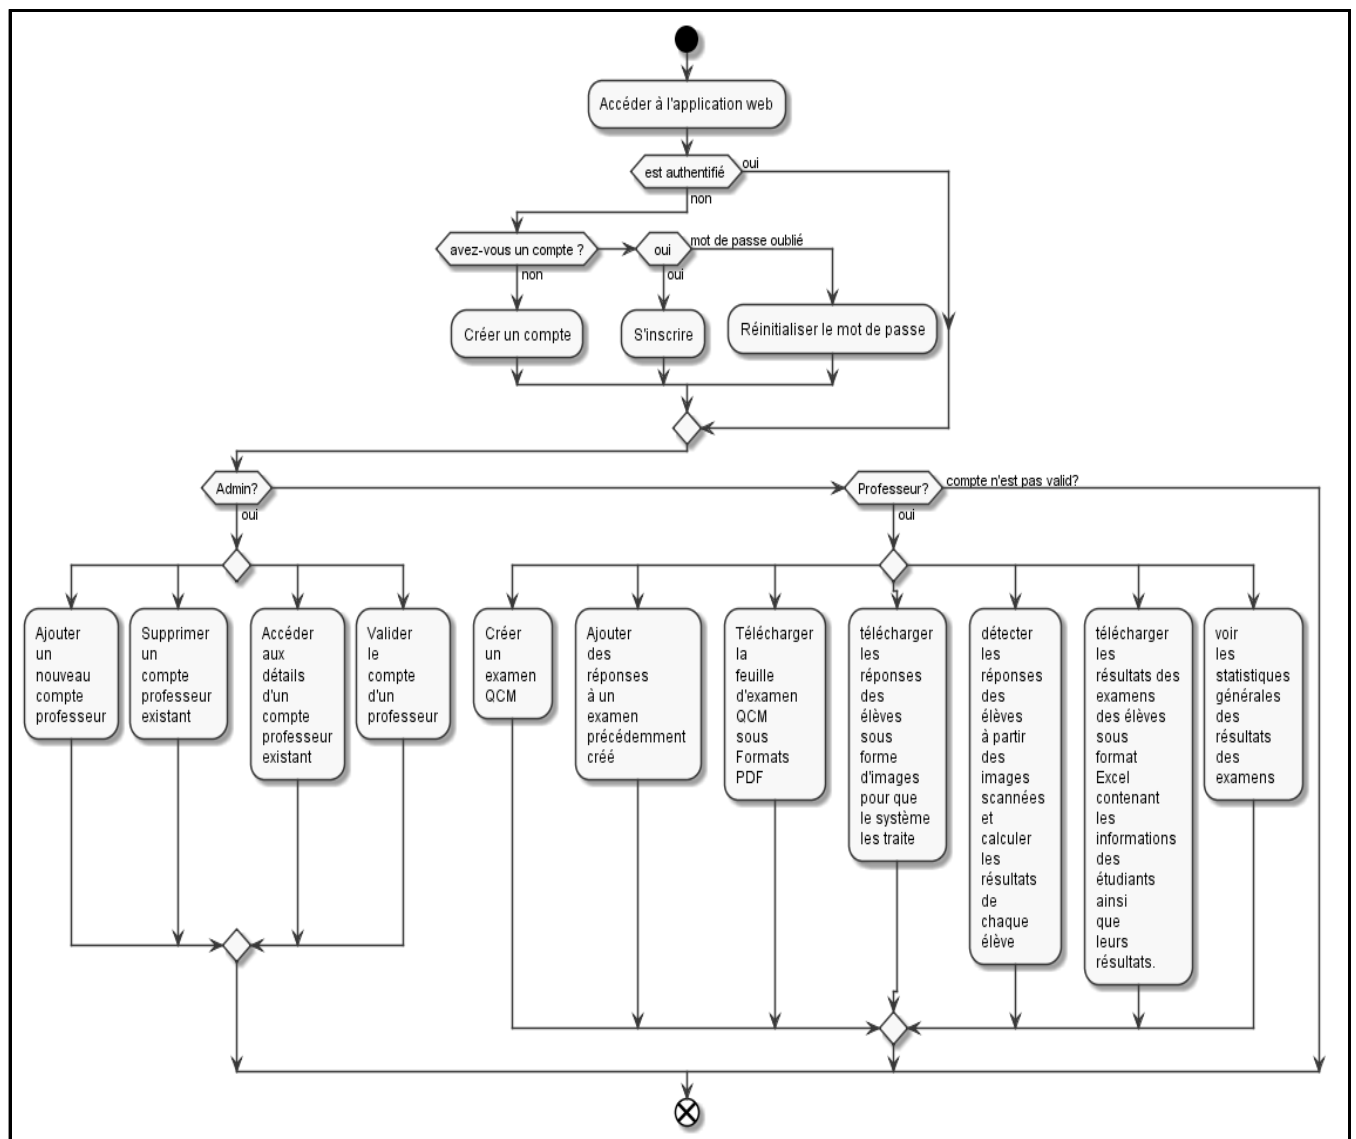 Accéder à l'application web
est authentifié
oui
non
avez-vous un compte ?
oui
mot de passe oublié
non
oui
Créer un compte
S'inscrire
Réinitialiser le mot de passe
Admin?
Professeur?
compte n'est pas valid?
oui
oui
Ajouter
un
nouveau
compte
professeur
Supprimer
un
compte
professeur
existant
Accéder
aux
détails
d'un
compte
professeur
existant
Valider
le
compte
d'un
professeur
Créer
un
examen
QCM
Ajouter
des
réponses
à un
examen
précédemment
créé
Télécharger
la
feuille
d'examen
QCM
sous
Formats
PDF
télécharger
les
réponses
des
élèves
sous
forme
d'images
pour que
le système
les traite
détecter
les
réponses
des
élèves
à partir
des
images
scannées
et
calculer
les
résultats
de
chaque
élève
télécharger
les
résultats des
examens
des élèves
sous
format
Excel
contenant
les
informations
des
étudiants
ainsi
que
leurs
résultats.
voir
les
statistiques
générales
des
résultats
des
examens